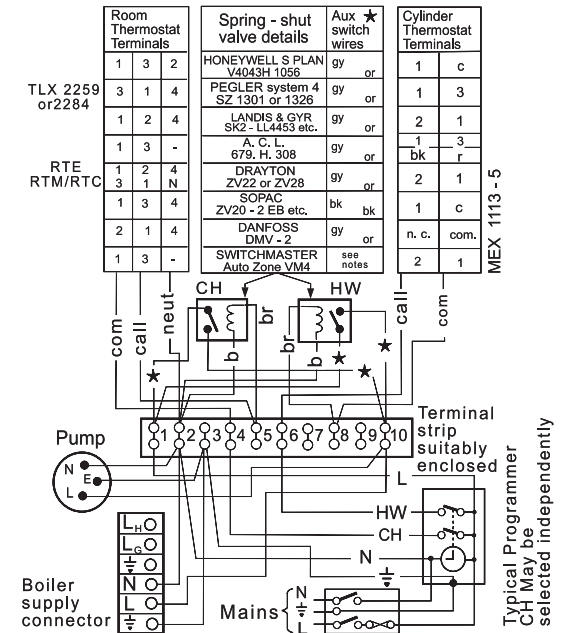 Room Thermostat Terminals
Spring - shut valve details
Aux ★ switch wires
Cylinder Thermostat Terminals
1 3 2
HONEYWELL S PLAN V4043H 1056
gy or
1 c
TLX 2259 or2284
3 1 4
PEGLER system 4 SZ 1301 or 1326
gy or
1 3
1 2 4
LANDIS & GYR SK2 - LL4453 etc.
gy or
2 1
1 3 -
A. C. L. 679. H. 308
gy or
1 3
bk r
RTE RTM/RTC
1 2 4
3 1 N
DRAYTON ZV22 or ZV28
gy or
2 1
1 3 4
SOPAC ZV20 - 2 EB etc.
bk bk
1 c
2 1 4
DANFOSS DMV - 2
gy or
n. c. com.
1 3 -
SWITCHMASTER Auto Zone VM4
see notes
2 1
MEX 1113 - 5
CH
HW
com
call
neut
b
br
br
b
call
com
★
★
★
★
1 2 3 4 5 6 7 8 9 10
Terminal strip suitably enclosed
Pump
N
E
L
L
HW
CH
N
LH
LG
N
L
Boiler supply connector
Mains
N
L
Typical Programmer
CH May be
selected independently